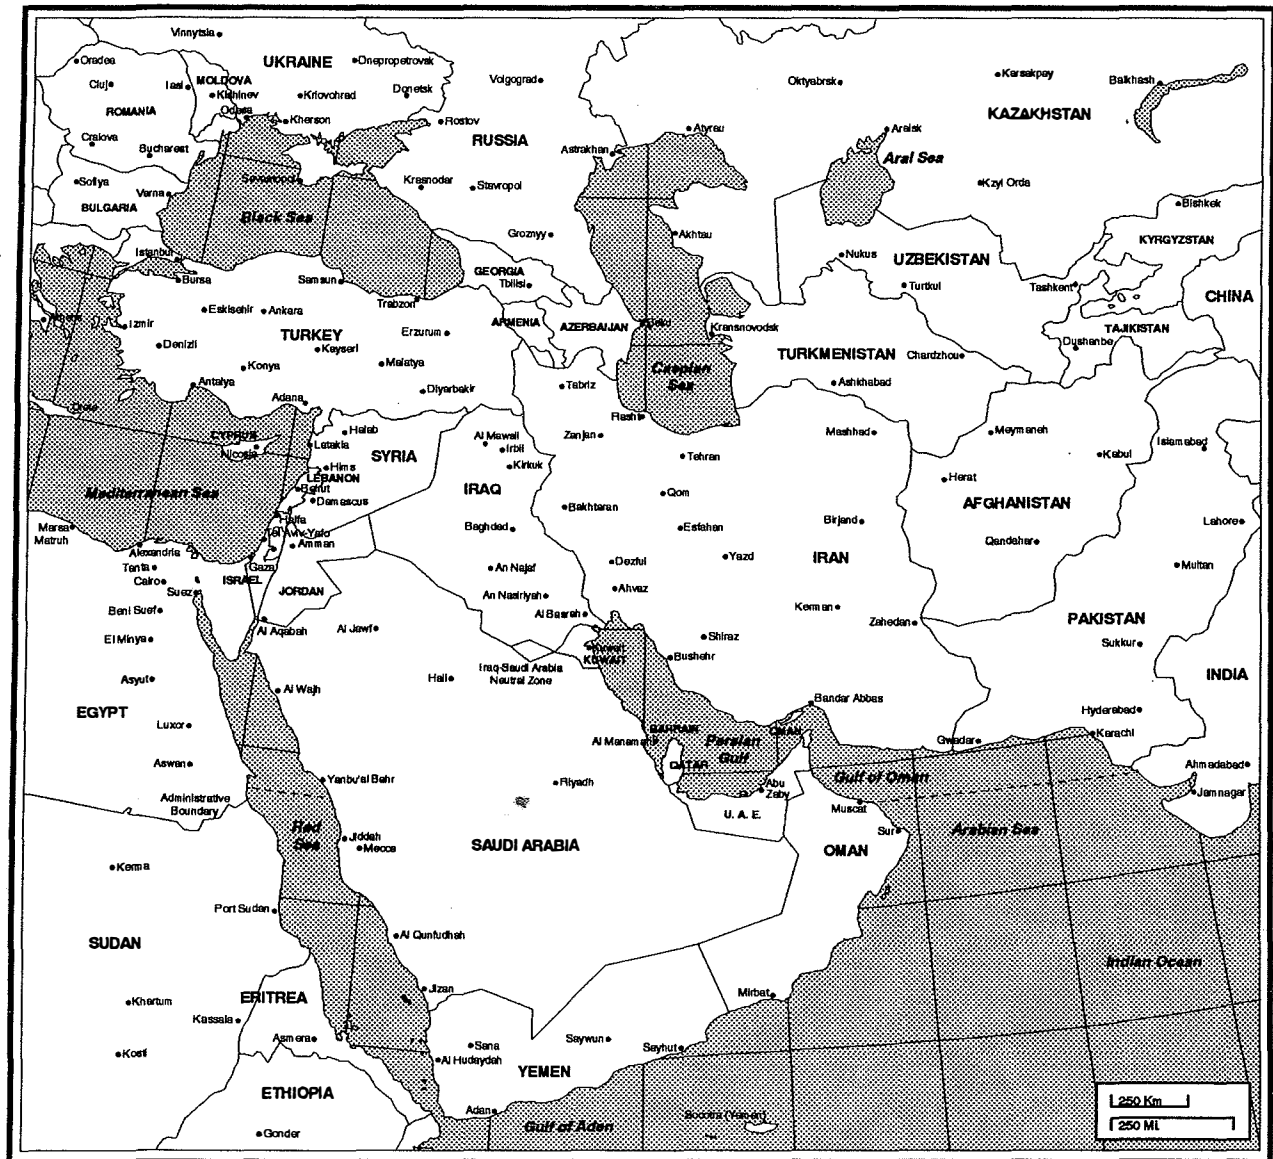 Vinnytsia
Oradea
UKRAINE
Dnepropetrovsk
Cluj
Iasi
MOLDOVA
Kishinev
Krlovohrad
Donetsk
Volgograd
Oktyabrsk
Karsakpay
Balkhash
ROMANIA
Odesa
Kherson
Rostov
RUSSIA
Atyrau
Aralsk
KAZAKHSTAN
Craiova
Bucharest
Astrakhan
Aral Sea
Sofiya
Varna
Sevastopol
Krasnodar
Stavropol
Kzyl Orda
BULGARIA
Black Sea
Bishkek
Groznyy
Akhtau
KYRGYZSTAN
Istanbul
Nukus
UZBEKISTAN
Bursa
Samsun
GEORGIA
Tbilisi
Turtkul
Tashkent
CHINA
Trabzon
Eskisehir
Ankara
Izmir
TURKEY
Erzurum
ARMENIA
AZERBAIJAN
Kransnovodsk
TAJIKISTAN
Denizli
Kayseri
TURKMENISTAN
Chardzhou
Dushanbe
Konya
Malatya
Caspian
Sea
Antalya
Diyarbakir
Tabriz
Ashkhabad
Adana
Crete
Rasht
CYPRUS
Nicosia
Latakia
Halab
Al Mawsil
Irbil
Zanjan
Mashhad
Meymaneh
Islamabad
SYRIA
Hims
LEBANON
Kirkuk
Tehran
Kabul
Beirut
Damascus
IRAQ
Qom
Herat
AFGHANISTAN
Mediterranean Sea
Bakhtaran
Marsa
Matruh
Haifa
Tel Aviv-Yafo
Baghdad
Esfahan
Birjand
Lahore
Alexandria
Amman
Qandahar
Tanta
Gaza
Dezful
Yazd
IRAN
Multan
Cairo
ISRAEL
An Najaf
Suez
JORDAN
An Nasiriyah
Ahvaz
Beni Suef
Al Basrah
Kerman
PAKISTAN
El Minya
Al Aqabah
Al Jawf
Shiraz
Zahedan
Sukkur
Kuwait
KUWAIT
Bushehr
Asyut
Hail
Iraq-Saudi Arabia
Neutral Zone
INDIA
Al Wajh
Bandar Abbas
EGYPT
Hyderabad
Luxor
BAHRAIN
OMAN
Karachi
Al Manamah
Persian
Gulf
Gwadar
Aswan
QATAR
Ahmadabad
Yanbu'al Bahr
Riyadh
Gulf of Oman
Abu
Zaby
Jamnagar
Administrative
Boundary
Muscat
U. A. E.
Red
Sea
Jiddah
Mecca
SAUDI ARABIA
Sur
Arabian Sea
OMAN
Kerma
Port Sudan
Al Qunfudhah
SUDAN
Indian Ocean
Jizan
Mirbat
ERITREA
Khartum
Kassala
Asmera
Sana
Saywun
Sayhut
Kosti
Al Hudaydah
YEMEN
ETHIOPIA
Adan
Socotra (Yemen)
Gulf of Aden
Gonder
250 Km
250 Mi.